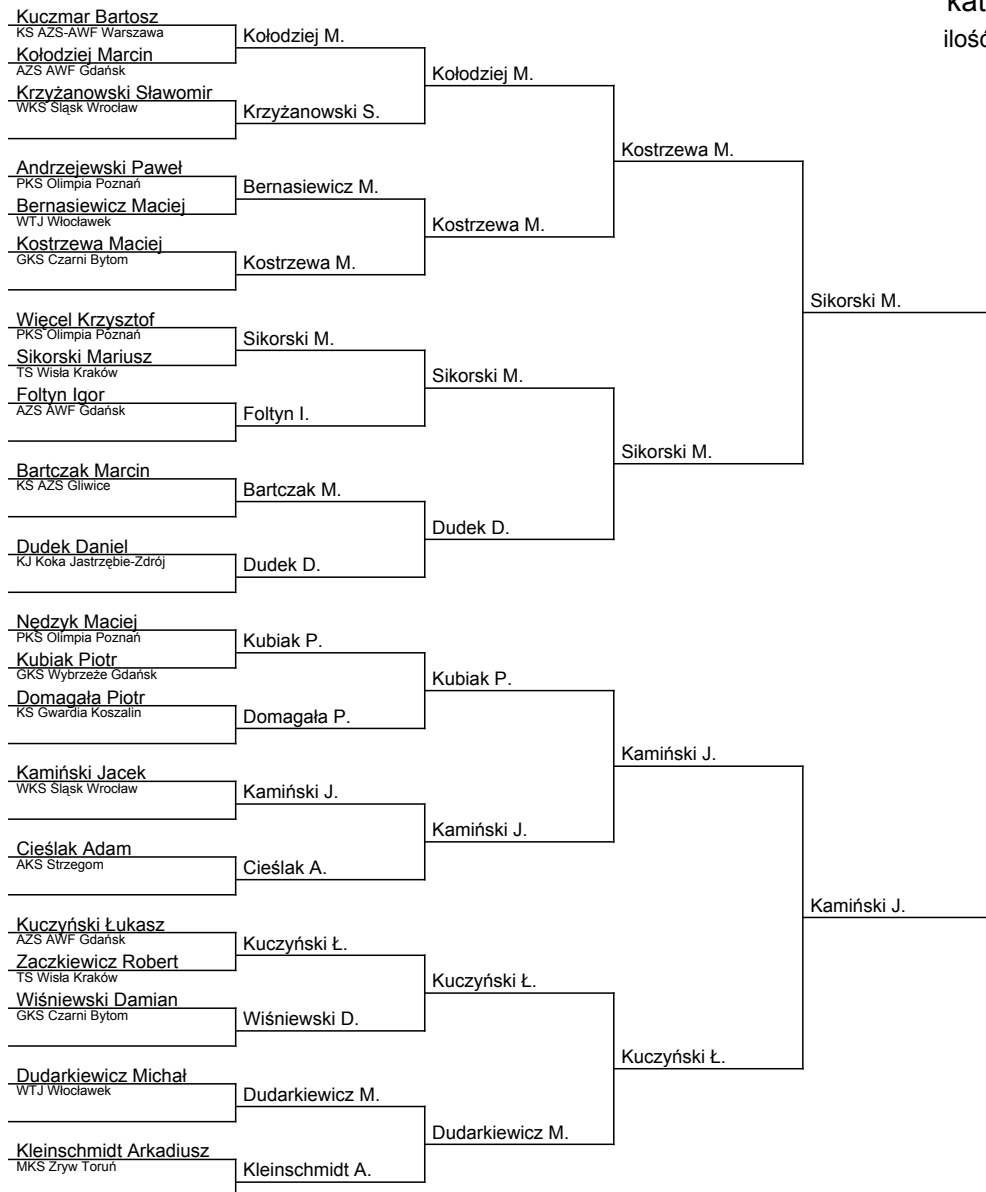 kat
ilość
Kuczmar Bartosz
KS AZS-AWF Warszawa
Kołodziej M.
Kołodziej Marcin
AZS AWF Gdańsk
Kołodziej M.
Krzyżanowski Sławomir
WKS Śląsk Wrocław
Krzyżanowski S.
Kostrzewa M.
Andrzejewski Paweł
PKS Olimpia Poznań
Bernasiewicz M.
Bernasiewicz Maciej
WTJ Włocławek
Kostrzewa M.
Kostrzewa Maciej
GKS Czarni Bytom
Kostrzewa M.
Sikorski M.
Więcel Krzysztof
PKS Olimpia Poznań
Sikorski M.
Sikorski Mariusz
TS Wisła Kraków
Sikorski M.
Foltyn Igor
AZS AWF Gdańsk
Foltyn I.
Sikorski M.
Bartczak Marcin
KS AZS Gliwice
Bartczak M.
Dudek D.
Dudek Daniel
KJ Koka Jastrzębie-Zdrój
Dudek D.
Nędzyk Maciej
PKS Olimpia Poznań
Kubiak P.
Kubiak Piotr
GKS Wybrzeże Gdańsk
Kubiak P.
Domagała Piotr
KS Gwardia Koszalin
Domagała P.
Kamiński J.
Kamiński Jacek
WKS Śląsk Wrocław
Kamiński J.
Kamiński J.
Cieślak Adam
AKS Strzegom
Cieślak A.
Kamiński J.
Kuczyński Łukasz
AZS AWF Gdańsk
Kuczyński Ł.
Zaczkiewicz Robert
TS Wisła Kraków
Kuczyński Ł.
Wiśniewski Damian
GKS Czarni Bytom
Wiśniewski D.
Kuczyński Ł.
Dudarkiewicz Michał
WTJ Włocławek
Dudarkiewicz M.
Dudarkiewicz M.
Kleinschmidt Arkadiusz
MKS Zryw Toruń
Kleinschmidt A.